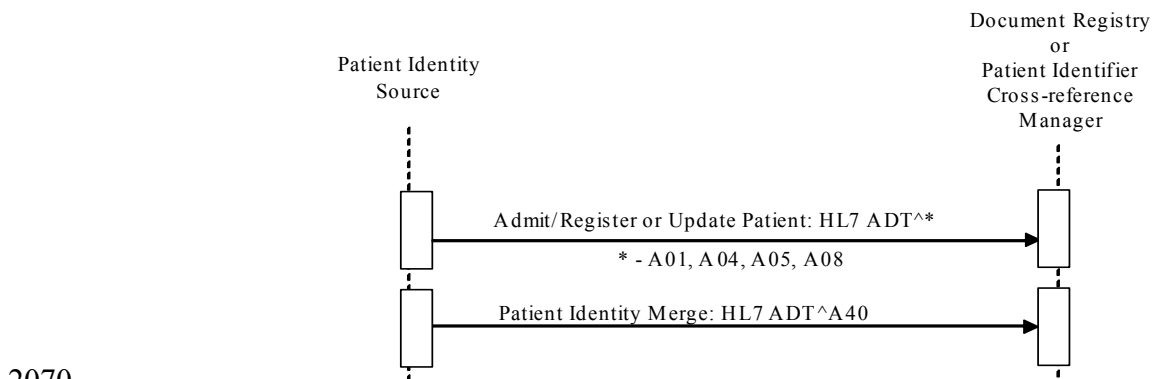 Document Registry
or
Patient Identifier
Cross-reference
Manager
Patient Identity
Source
Admit/Register or Update Patient: HL7 ADT^*
* - A01, A04, A05, A08
Patient Identity Merge: HL7 ADT^A40
2070